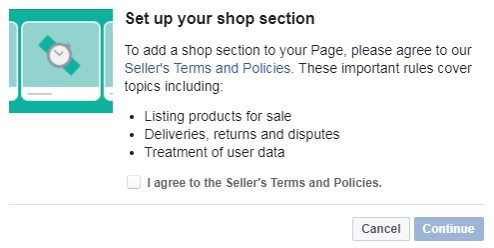 Set up your shop section
To add a shop section to your Page, please agree to our
Seller's Terms and Policies. These important rules cover
topics including:
• Listing products for sale
• Deliveries, returns and disputes
• Treatment of user data
I agree to the Seller's Terms and Policies.
Cancel Continue